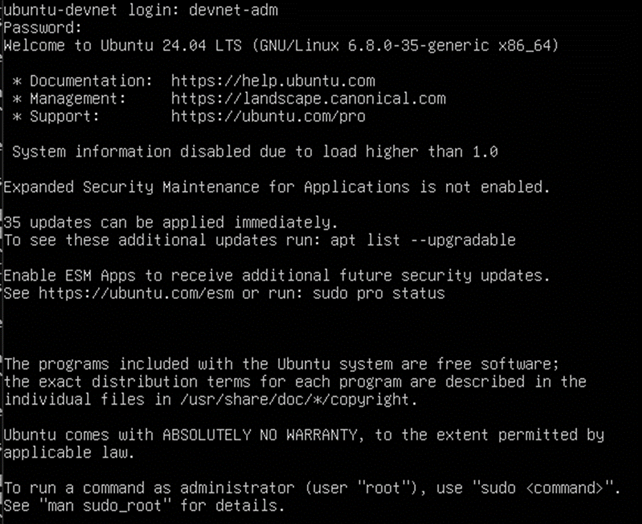 ubuntu-devnet login: devnet-adm
Password:
Welcome to Ubuntu 24.04 LTS (GNU/Linux 6.8.0-35-generic x86_64)
* Documentation:  https://help.ubuntu.com
* Management:     https://landscape.canonical.com
* Support:        https://ubuntu.com/pro
System information disabled due to load higher than 1.0
Expanded Security Maintenance for Applications is not enabled.
35 updates can be applied immediately.
To see these additional updates run: apt list --upgradable
Enable ESM Apps to receive additional future security updates.
See https://ubuntu.com/esm or run: sudo pro status
The programs included with the Ubuntu system are free software;
the exact distribution terms for each program are described in the
individual files in /usr/share/doc/*/copyright.
Ubuntu comes with ABSOLUTELY NO WARRANTY, to the extent permitted by
applicable law.
To run a command as administrator (user "root"), use "sudo <command>".
See "man sudo_root" for details.